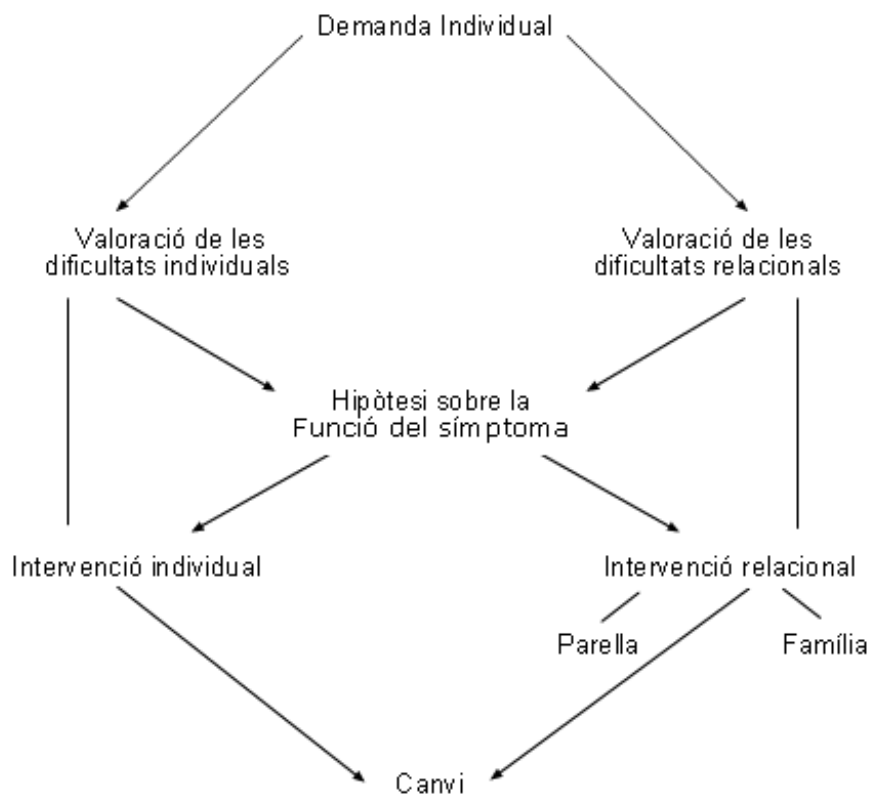 Demanda Individual
Valoració de les
dificultats individuals
Valoració de les
dificultats relacionals
Hipòtesi sobre la
Funció del símptoma
Intervenció individual
Intervenció relacional
Parella
Família
Canvi